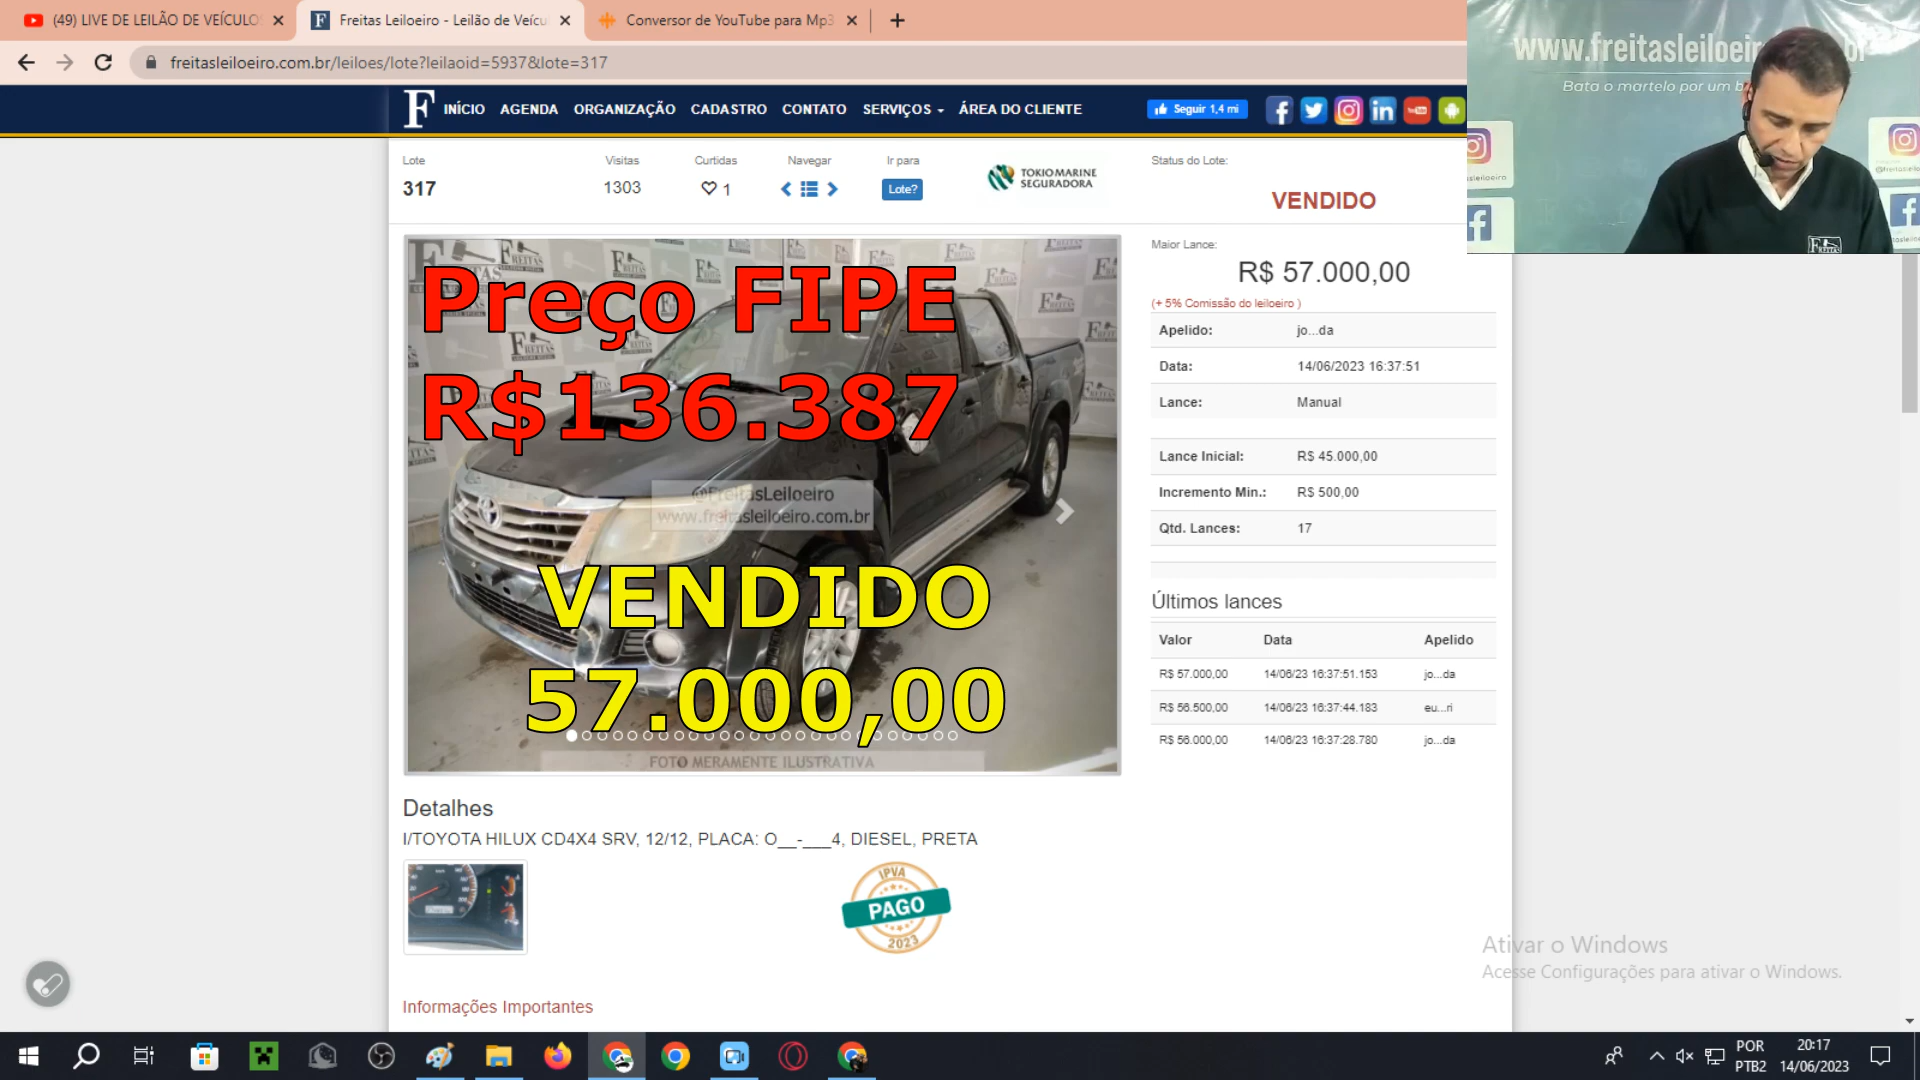 (49) LIVE DE LEILÃO DE VEÍCULO
Freitas Leiloeiro - Leilão de Veícu
Conversor de YouTube para Mp3
freitasleiloeiro.com.br/leiloes/lote?leilaoid=5937&lote=317
www.freitasleiloeir
Bata o martelo por um b
F INÍCIO AGENDA ORGANIZAÇÃO CADASTRO CONTATO SERVIÇOS ÁREA DO CLIENTE
Seguir 1,4 mi
Lote
317
Visitas
1303
Curtidas
1
Navegar
Ir para
Lote?
TOKIO MARINE
SEGURADORA
Status do Lote:
VENDIDO
Preço FIPE
R$136.387
@FreitasLeiloeiro
www.freitasleiloeiro.com.br
VENDIDO
57.000,00
FOTO MERAMENTE ILUSTRATIVA
Maior Lance:
R$ 57.000,00
(+ 5% Comissão do leiloeiro )
Apelido: jo...da
Data: 14/06/2023 16:37:51
Lance: Manual
Lance Inicial: R$ 45.000,00
Incremento Min.: R$ 500,00
Qtd. Lances: 17
Últimos lances
Valor Data Apelido
R$ 57.000,00 14/06/23 16:37:51.153 jo...da
R$ 56.500,00 14/06/23 16:37:44.183 eu...ri
R$ 56.000,00 14/06/23 16:37:28.780 jo...da
Detalhes
I/TOYOTA HILUX CD4X4 SRV, 12/12, PLACA: O__-___4, DIESEL, PRETA
IPVA
PAGO
2023
Informações Importantes
Ativar o Windows
Acesse Configurações para ativar o Windows.
POR
PTB2
20:17
14/06/2023